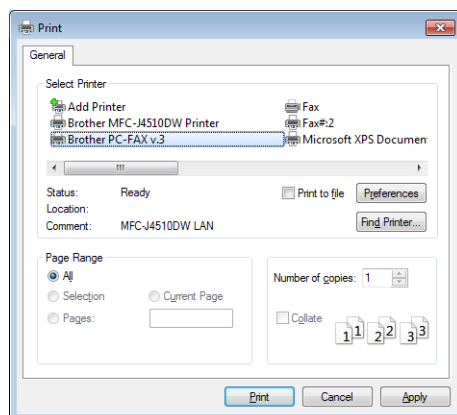 Print
General
Select Printer
Add Printer
Fax
Brother MFC-J4510DW Printer
Fax#:2
Brother PC-FAX v.3
Microsoft XPS Documen
Status: Ready
Print to file
Preferences
Location:
Comment: MFC-J4510DW LAN
Find Printer...
Page Range
All
Selection
Current Page
Pages:
Number of copies: 1
Collate
1 1 2 2 3 3
Print
Cancel
Apply